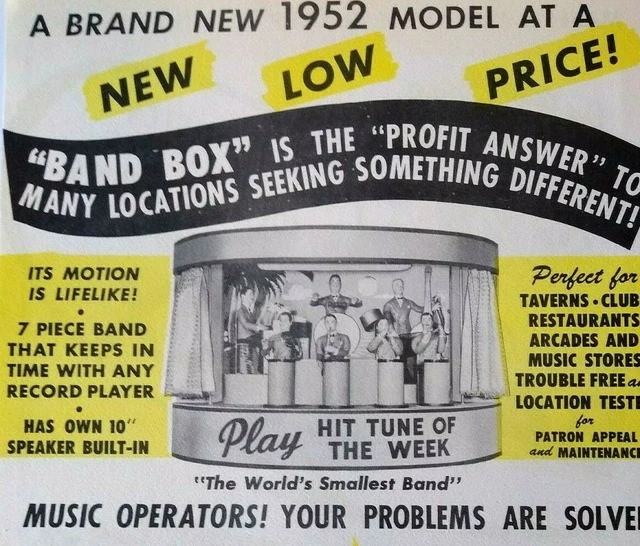 A BRAND NEW 1952 MODEL AT A
NEW LOW PRICE!
"BAND BOX" IS THE "PROFIT ANSWER" TO
MANY LOCATIONS SEEKING SOMETHING DIFFERENT!
ITS MOTION
IS LIFELIKE!
•
7 PIECE BAND
THAT KEEPS IN
TIME WITH ANY
RECORD PLAYER
•
HAS OWN 10"
SPEAKER BUILT-IN
Play HIT TUNE OF
THE WEEK
Perfect for
TAVERNS • CLUB
RESTAURANTS
ARCADES AND
MUSIC STORES
TROUBLE FREE a
LOCATION TESTE
for
PATRON APPEAL
and MAINTENANC
"The World's Smallest Band"
MUSIC OPERATORS! YOUR PROBLEMS ARE SOLVE